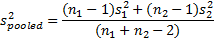 s²pooled = (n₁ − 1)s₁² + (n₂ − 1)s₂² / (n₁ + n₂ − 2)